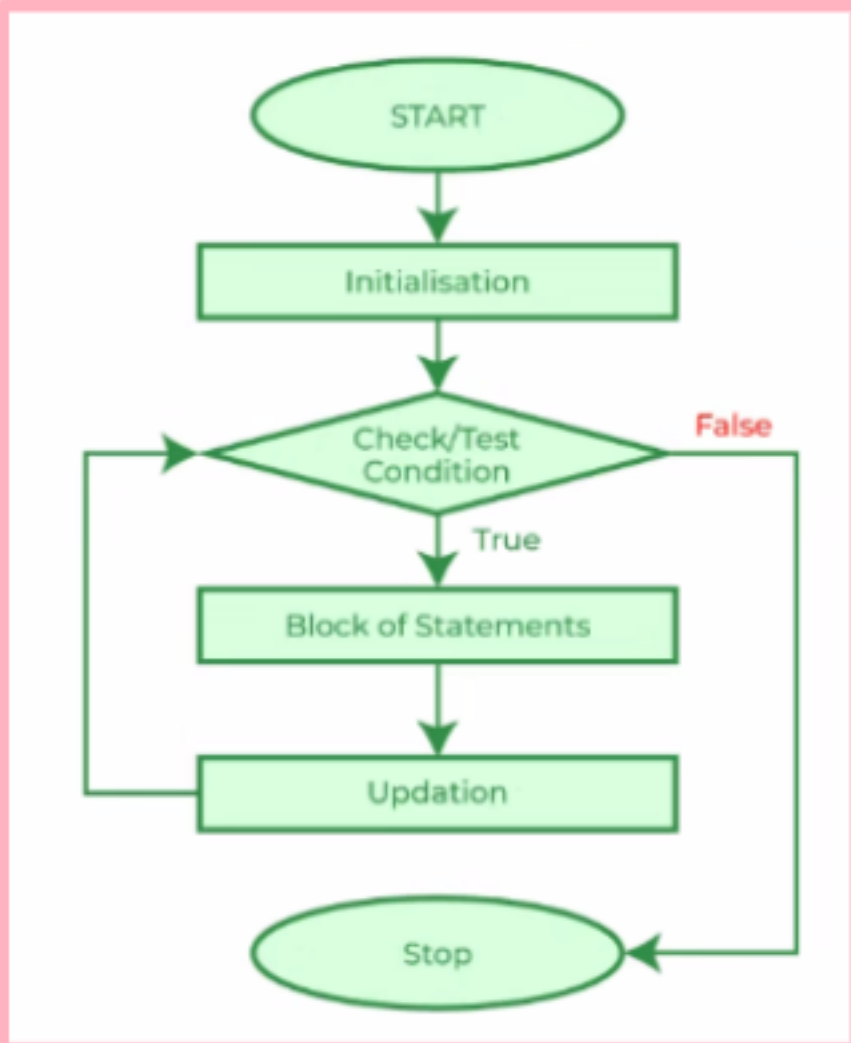 START
Initialisation
Check/Test
Condition
False
True
Block of Statements
Updation
Stop